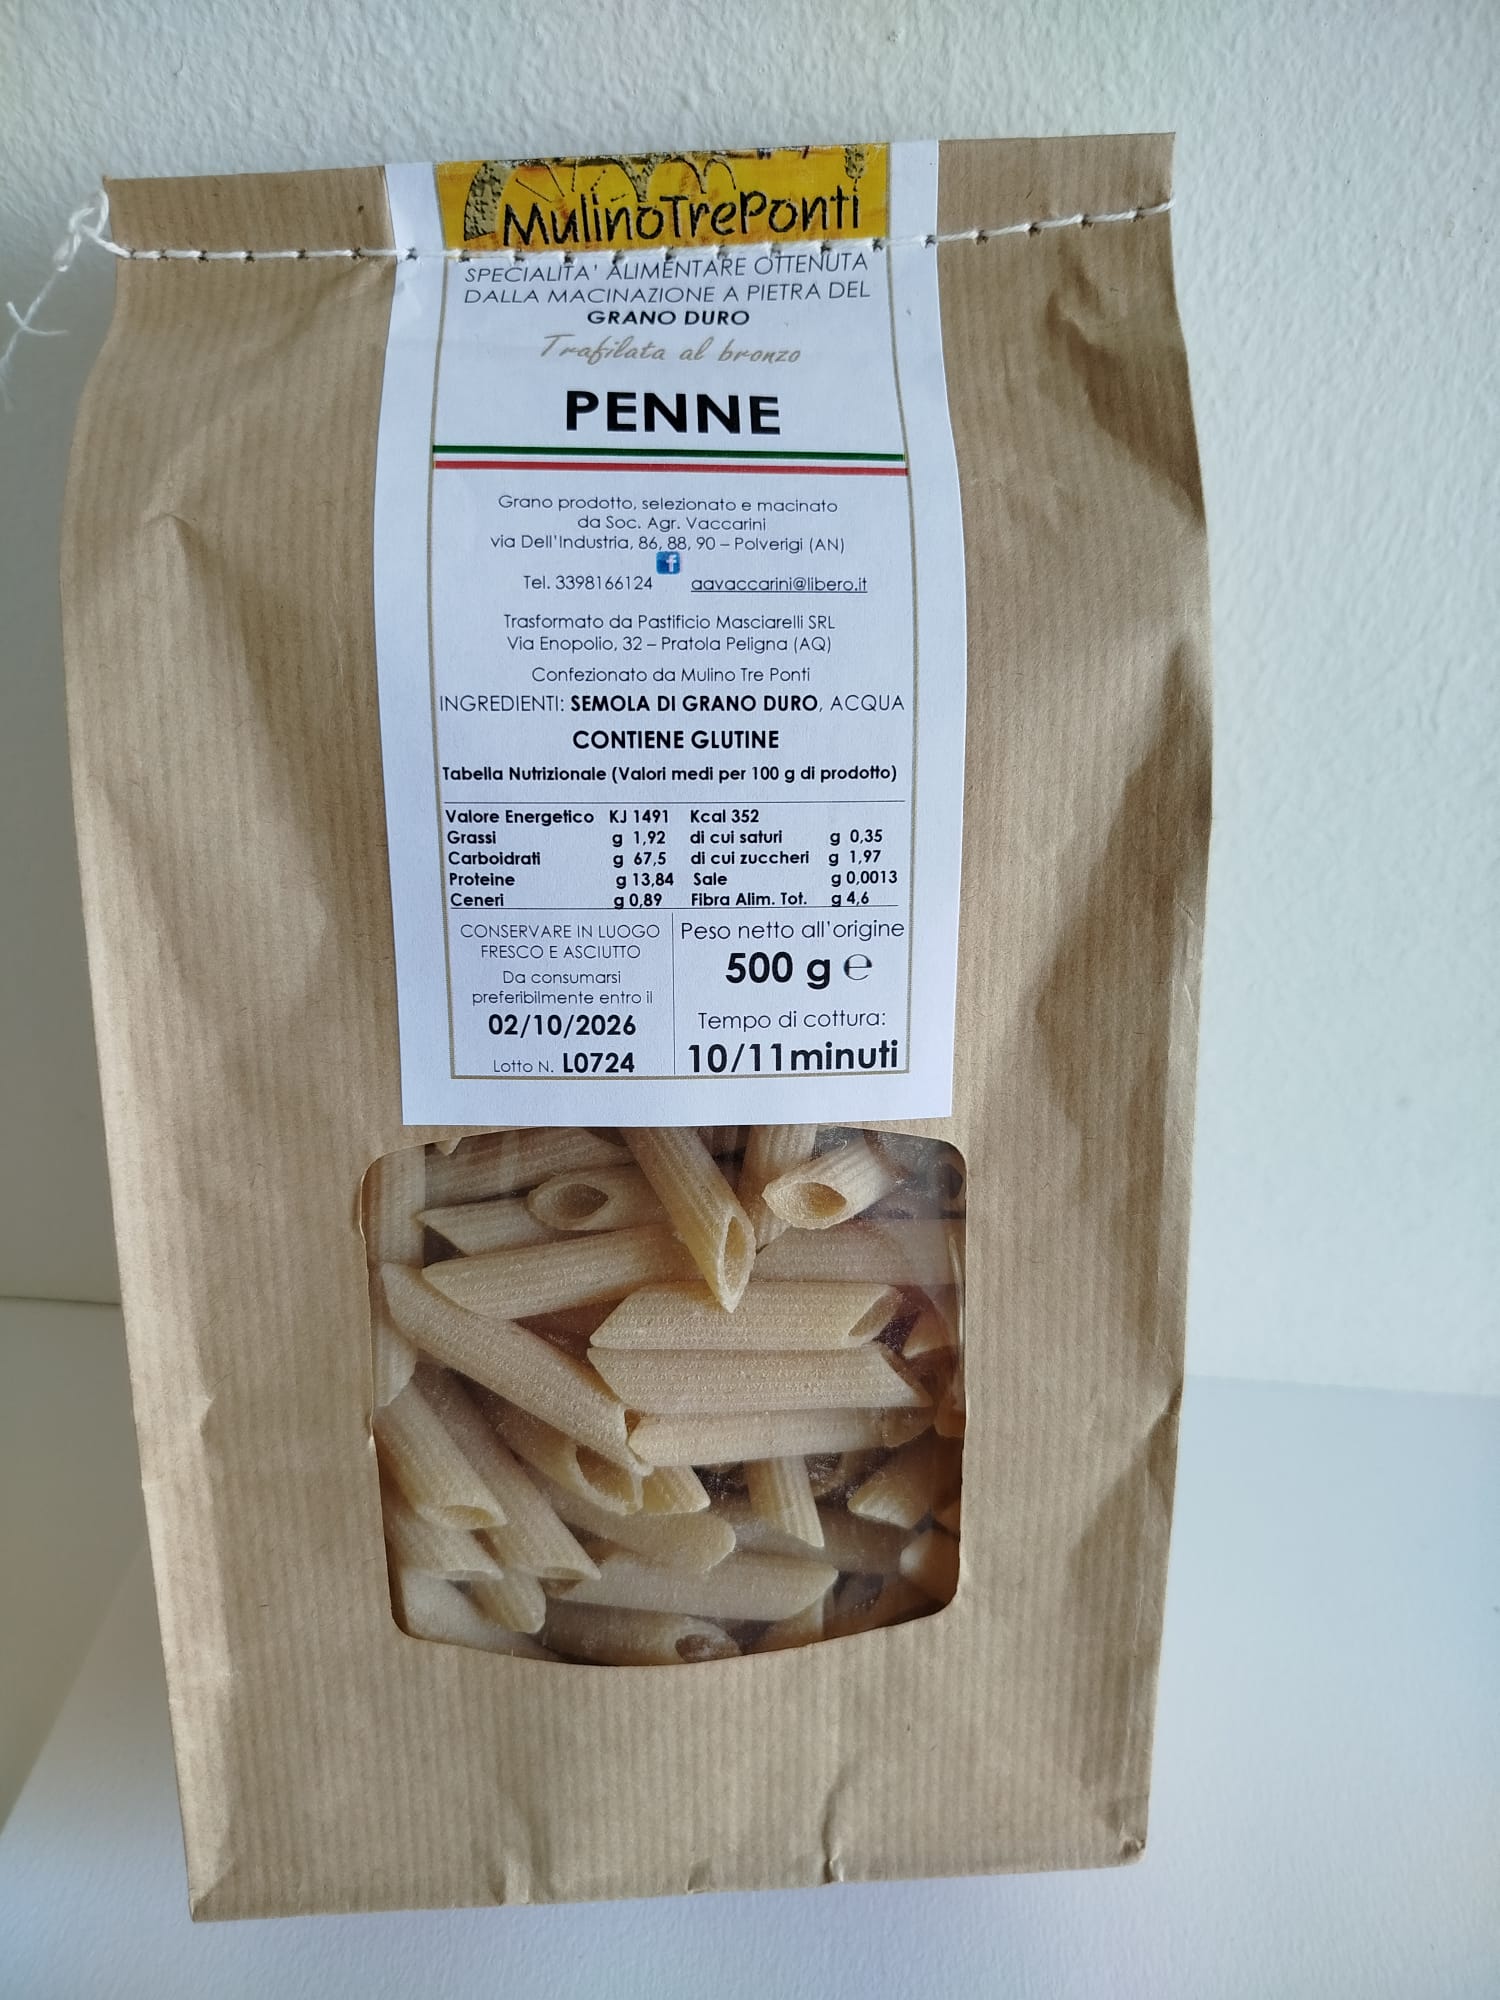 MulinoTrePonti
SPECIALITA' ALIMENTARE OTTENUTA
DALLA MACINAZIONE A PIETRA DEL
GRANO DURO
Trafilata al bronzo
PENNE
Grano prodotto, selezionato e macinato
da Soc. Agr. Vaccarini
via Dell'Industria, 86, 88, 90 – Polverigi (AN)
f
Tel. 3398166124 aavaccarini@libero.it
Trasformato da Pastificio Masciarelli SRL
Via Enopolio, 32 – Pratola Peligna (AQ)
Confezionato da Mulino Tre Ponti
INGREDIENTI: SEMOLA DI GRANO DURO, ACQUA
CONTIENE GLUTINE
Tabella Nutrizionale (Valori medi per 100 g di prodotto)
Valore Energetico KJ 1491 Kcal 352
Grassi g 1,92 di cui saturi g 0,35
Carboidrati g 67,5 di cui zuccheri g 1,97
Proteine g 13,84 Sale g 0,0013
Ceneri g 0,89 Fibra Alim. Tot. g 4,6
CONSERVARE IN LUOGO
FRESCO E ASCIUTTO
Da consumarsi
preferibilmente entro il
02/10/2026
Lotto N. L0724
Peso netto all'origine
500 g ℮
Tempo di cottura:
10/11minuti